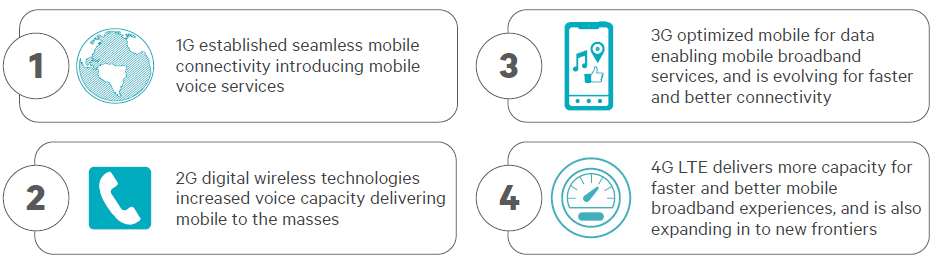 1
1G established seamless mobile
connectivity introducing mobile
voice services
2
2G digital wireless technologies
increased voice capacity delivering
mobile to the masses
3
3G optimized mobile for data
enabling mobile broadband
services, and is evolving for faster
and better connectivity
4
4G LTE delivers more capacity for
faster and better mobile
broadband experiences, and is also
expanding in to new frontiers